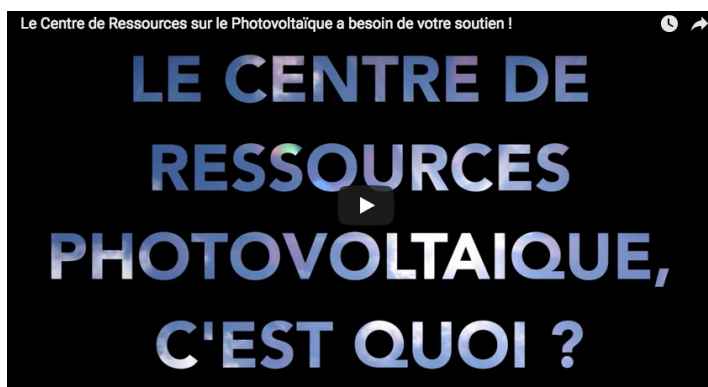 Le Centre de Ressources sur le Photovoltaïque a besoin de votre soutien !
LE CENTRE DE
RESSOURCES
PHOTOVOLTAIQUE,
C'EST QUOI ?